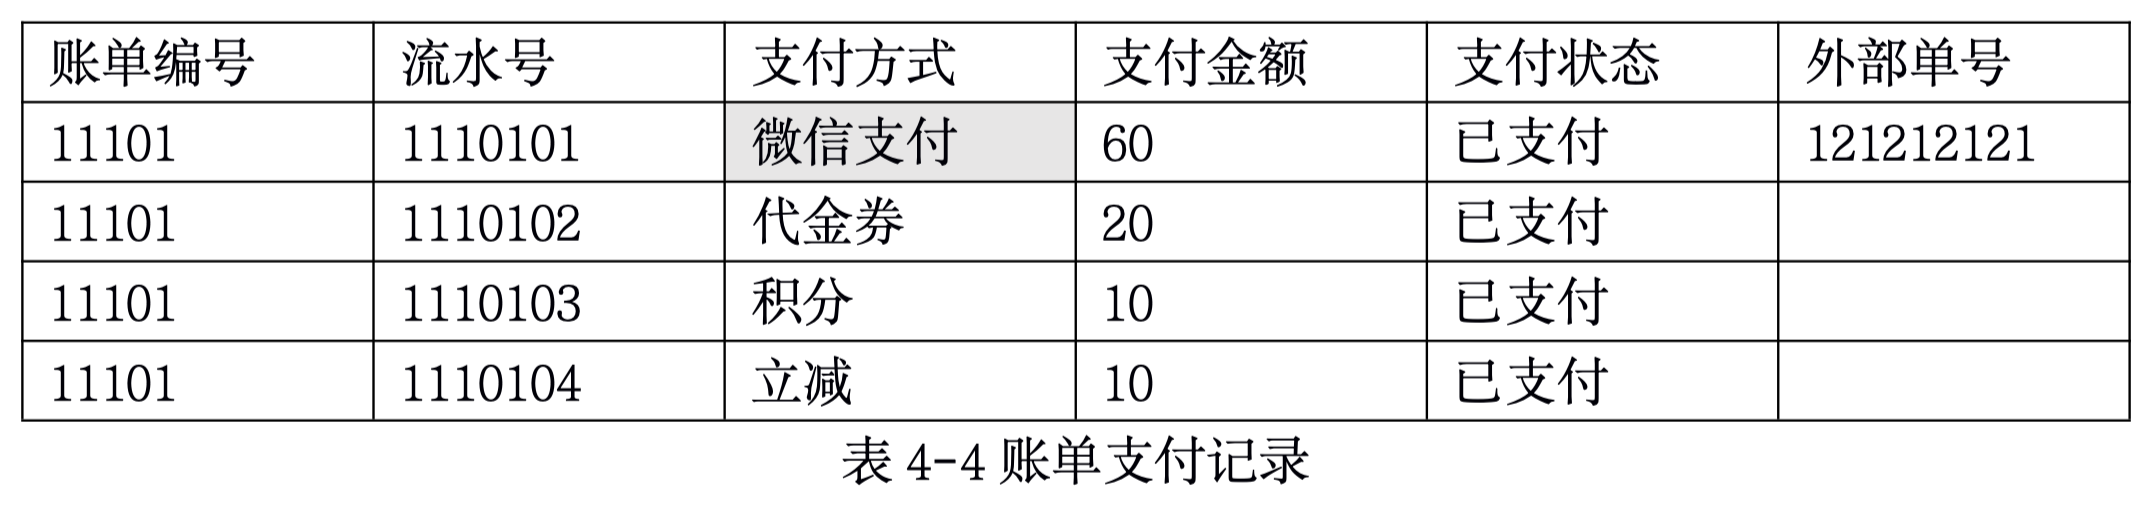 账单编号 流水号 支付方式 支付金额 支付状态 外部单号
11101 1110101 微信支付 60 已支付 121212121
11101 1110102 代金券 20 已支付
11101 1110103 积分 10 已支付
11101 1110104 立减 10 已支付
表 4-4 账单支付记录